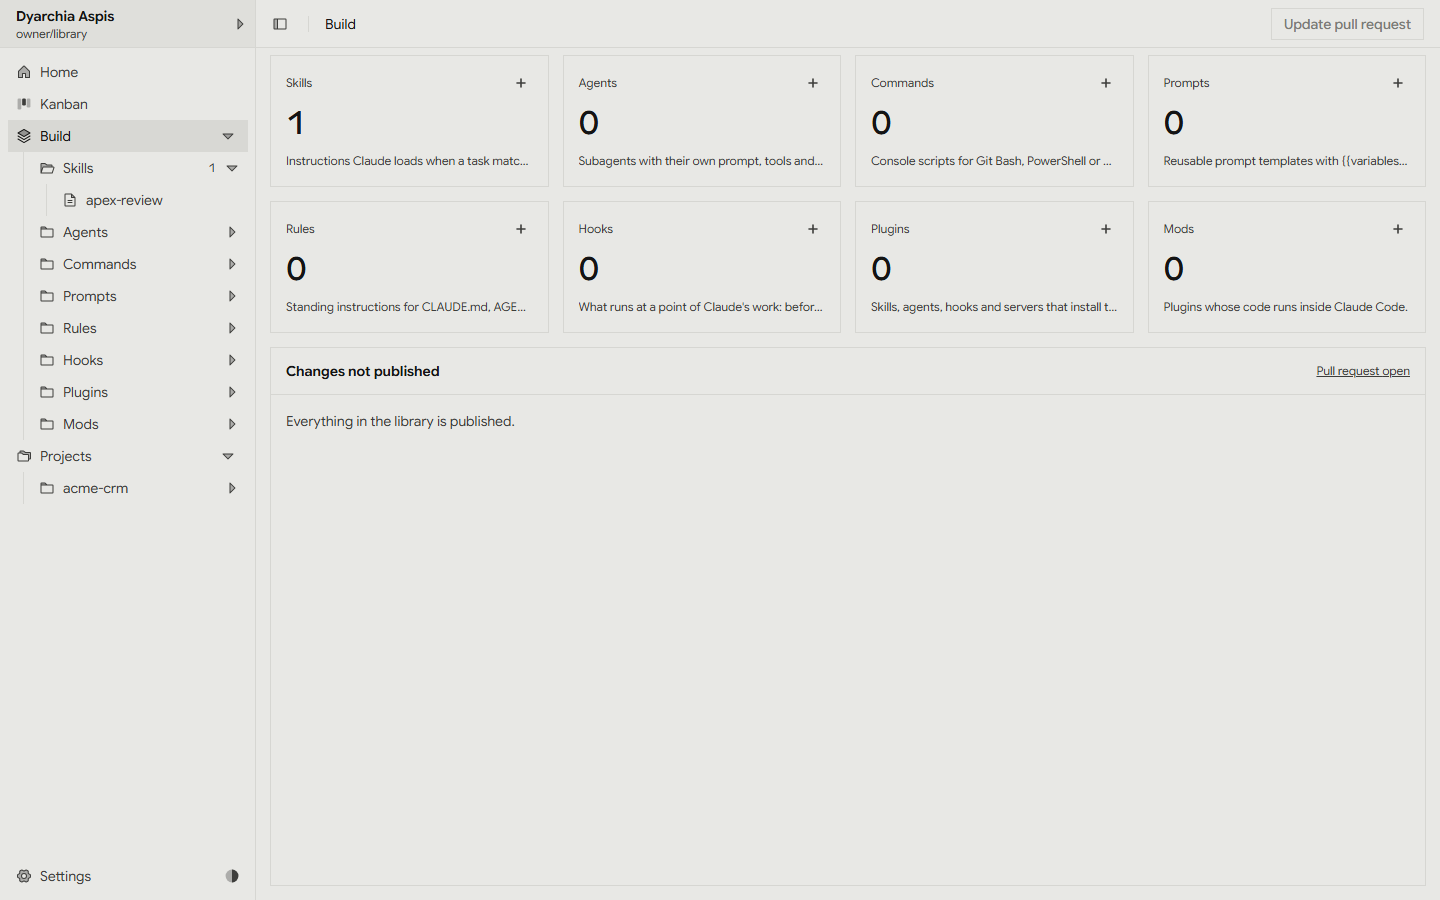 Dyarchia Aspis
owner/library
Build
Update pull request
Home
Kanban
Build
Skills 1
apex-review
Agents
Commands
Prompts
Rules
Hooks
Plugins
Mods
Projects
acme-crm
Settings
Skills
1
Instructions Claude loads when a task matc...
Agents
0
Subagents with their own prompt, tools and...
Commands
0
Console scripts for Git Bash, PowerShell or ...
Prompts
0
Reusable prompt templates with {{variables...
Rules
0
Standing instructions for CLAUDE.md, AGE...
Hooks
0
What runs at a point of Claude's work: befor...
Plugins
0
Skills, agents, hooks and servers that install t...
Mods
0
Plugins whose code runs inside Claude Code.
Changes not published
Pull request open
Everything in the library is published.